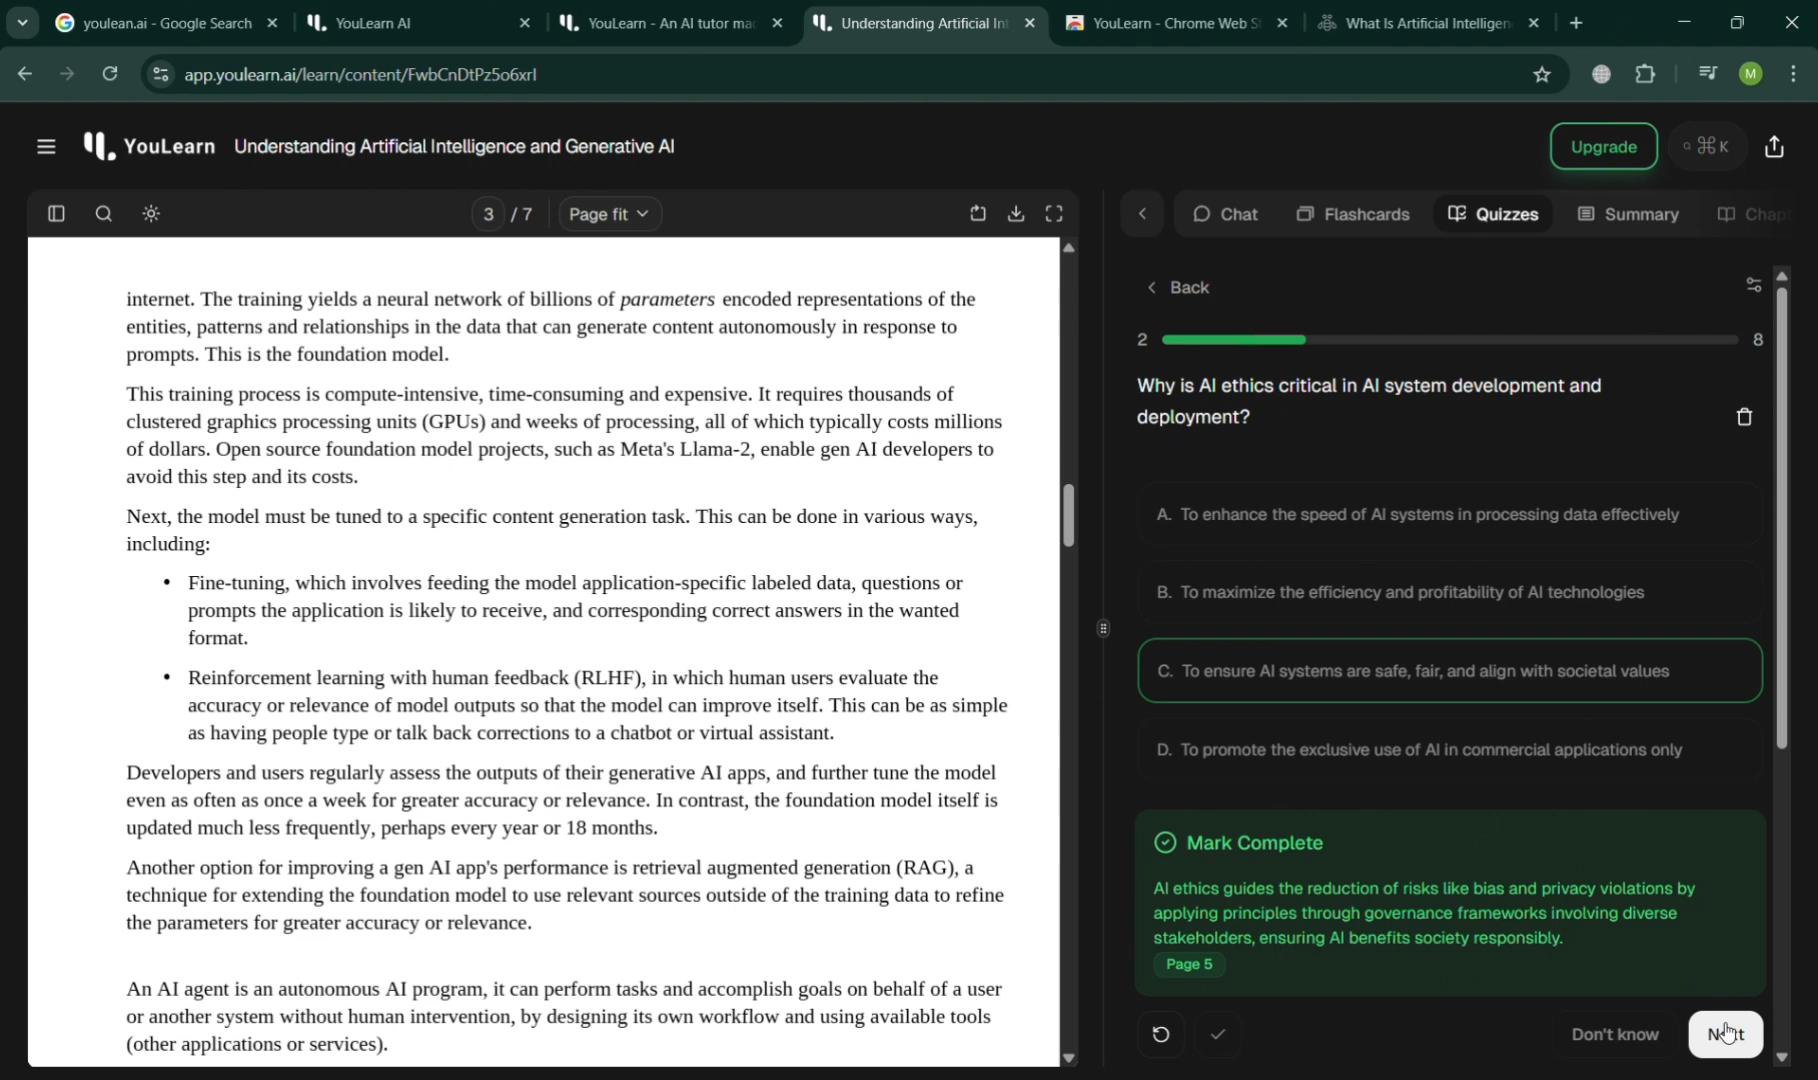 youlean.ai - Google Search
YouLearn AI
YouLearn - An AI tutor ma
Understanding Artificial Int
YouLearn - Chrome Web S
What Is Artificial Intelligen
app.youlearn.ai/learn/content/FwbCnDtPz5o6xrl
M
YouLearn
Understanding Artificial Intelligence and Generative AI
Upgrade
⌘ K
3 / 7
Page fit
Chat
Flashcards
Quizzes
Summary
Chapt
internet. The training yields a neural network of billions of parameters encoded representations of the
entities, patterns and relationships in the data that can generate content autonomously in response to
prompts. This is the foundation model.
This training process is compute-intensive, time-consuming and expensive. It requires thousands of
clustered graphics processing units (GPUs) and weeks of processing, all of which typically costs millions
of dollars. Open source foundation model projects, such as Meta's Llama-2, enable gen AI developers to
avoid this step and its costs.
Next, the model must be tuned to a specific content generation task. This can be done in various ways,
including:
• Fine-tuning, which involves feeding the model application-specific labeled data, questions or
prompts the application is likely to receive, and corresponding correct answers in the wanted
format.
• Reinforcement learning with human feedback (RLHF), in which human users evaluate the
accuracy or relevance of model outputs so that the model can improve itself. This can be as simple
as having people type or talk back corrections to a chatbot or virtual assistant.
Developers and users regularly assess the outputs of their generative AI apps, and further tune the model
even as often as once a week for greater accuracy or relevance. In contrast, the foundation model itself is
updated much less frequently, perhaps every year or 18 months.
Another option for improving a gen AI app's performance is retrieval augmented generation (RAG), a
technique for extending the foundation model to use relevant sources outside of the training data to refine
the parameters for greater accuracy or relevance.
An AI agent is an autonomous AI program, it can perform tasks and accomplish goals on behalf of a user
or another system without human intervention, by designing its own workflow and using available tools
(other applications or services).
Back
2
8
Why is AI ethics critical in AI system development and
deployment?
A. To enhance the speed of AI systems in processing data effectively
B. To maximize the efficiency and profitability of AI technologies
C. To ensure AI systems are safe, fair, and align with societal values
D. To promote the exclusive use of AI in commercial applications only
Mark Complete
AI ethics guides the reduction of risks like bias and privacy violations by
applying principles through governance frameworks involving diverse
stakeholders, ensuring AI benefits society responsibly.
Page 5
Don't know
Next